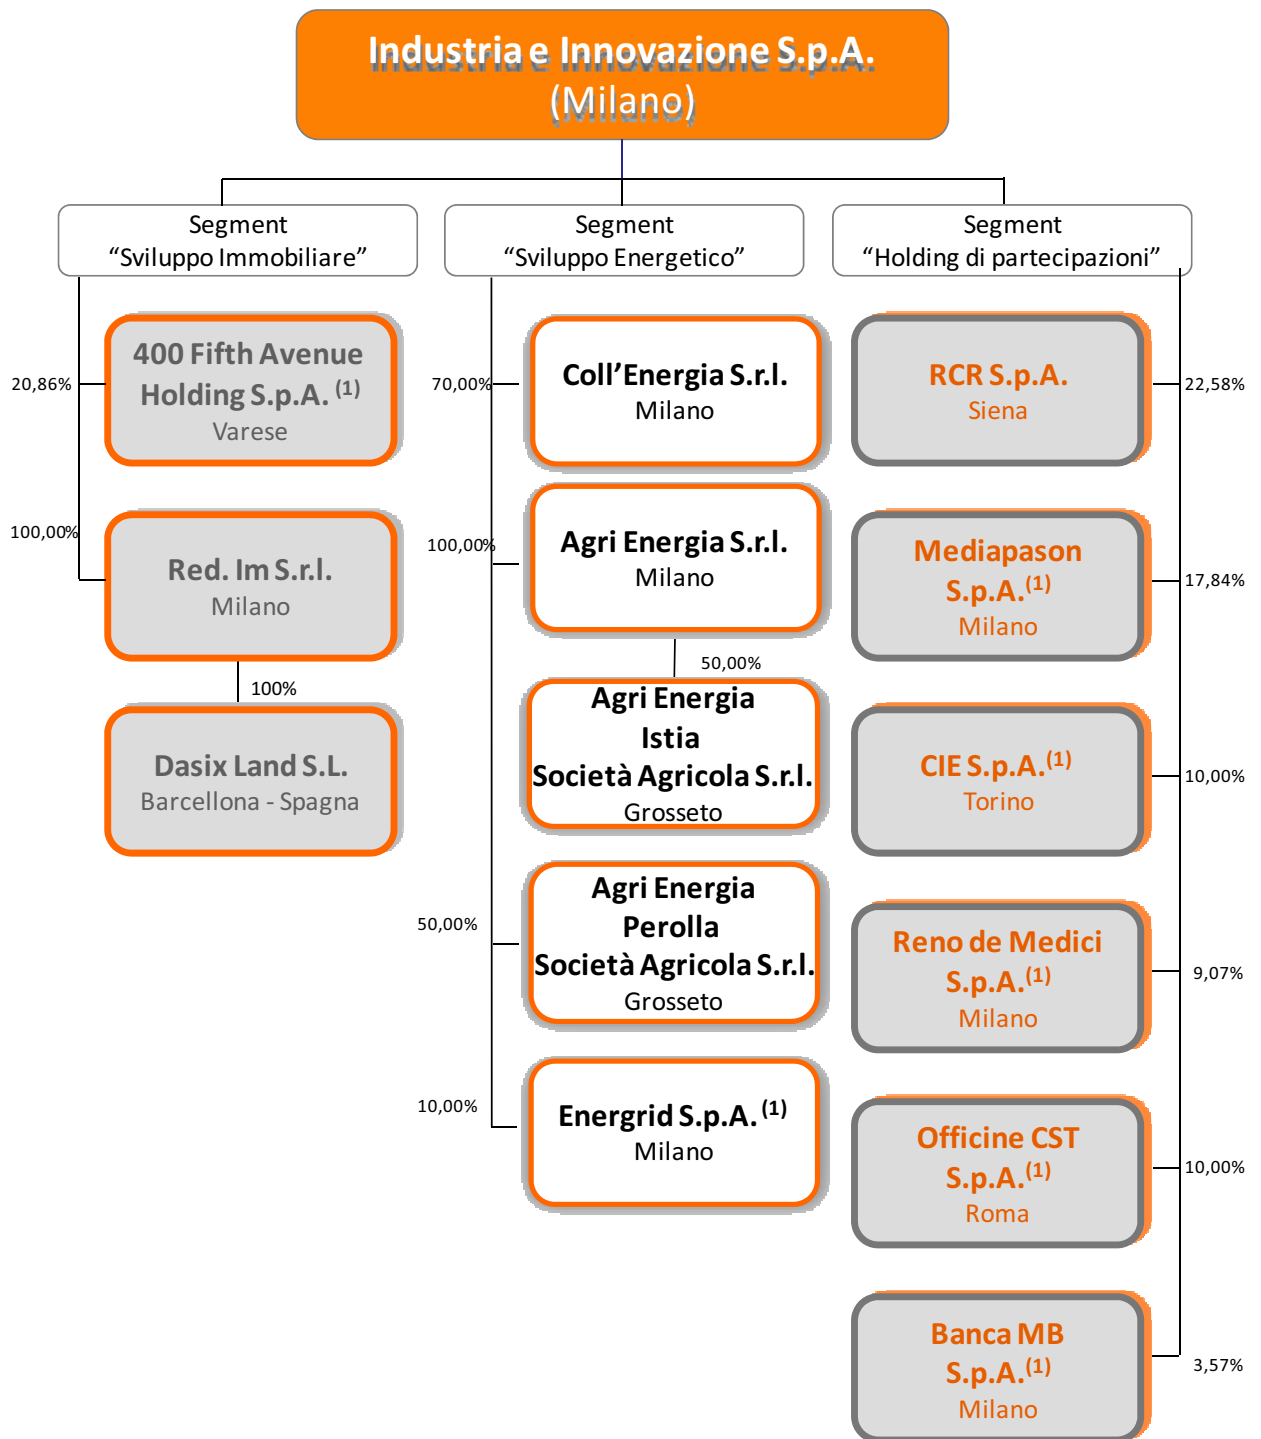 Industria e Innovazione S.p.A.
(Milano)
Segment
“Sviluppo Immobiliare”
20,86%
400 Fifth Avenue
Holding S.p.A. (1)
Varese
100,00%
Red. Im S.r.l.
Milano
100%
Dasix Land S.L.
Barcellona - Spagna
Segment
“Sviluppo Energetico”
70,00%
Coll’Energia S.r.l.
Milano
100,00%
Agri Energia S.r.l.
Milano
50,00%
Agri Energia
Istia
Società Agricola S.r.l.
Grosseto
50,00%
Agri Energia
Perolla
Società Agricola S.r.l.
Grosseto
10,00%
Energrid S.p.A. (1)
Milano
Segment
“Holding di partecipazioni”
RCR S.p.A.
Siena
22,58%
Mediapason
S.p.A.(1)
Milano
17,84%
CIE S.p.A.(1)
Torino
10,00%
Reno de Medici
S.p.A.(1)
Milano
9,07%
Officine CST
S.p.A.(1)
Roma
10,00%
Banca MB
S.p.A.(1)
Milano
3,57%